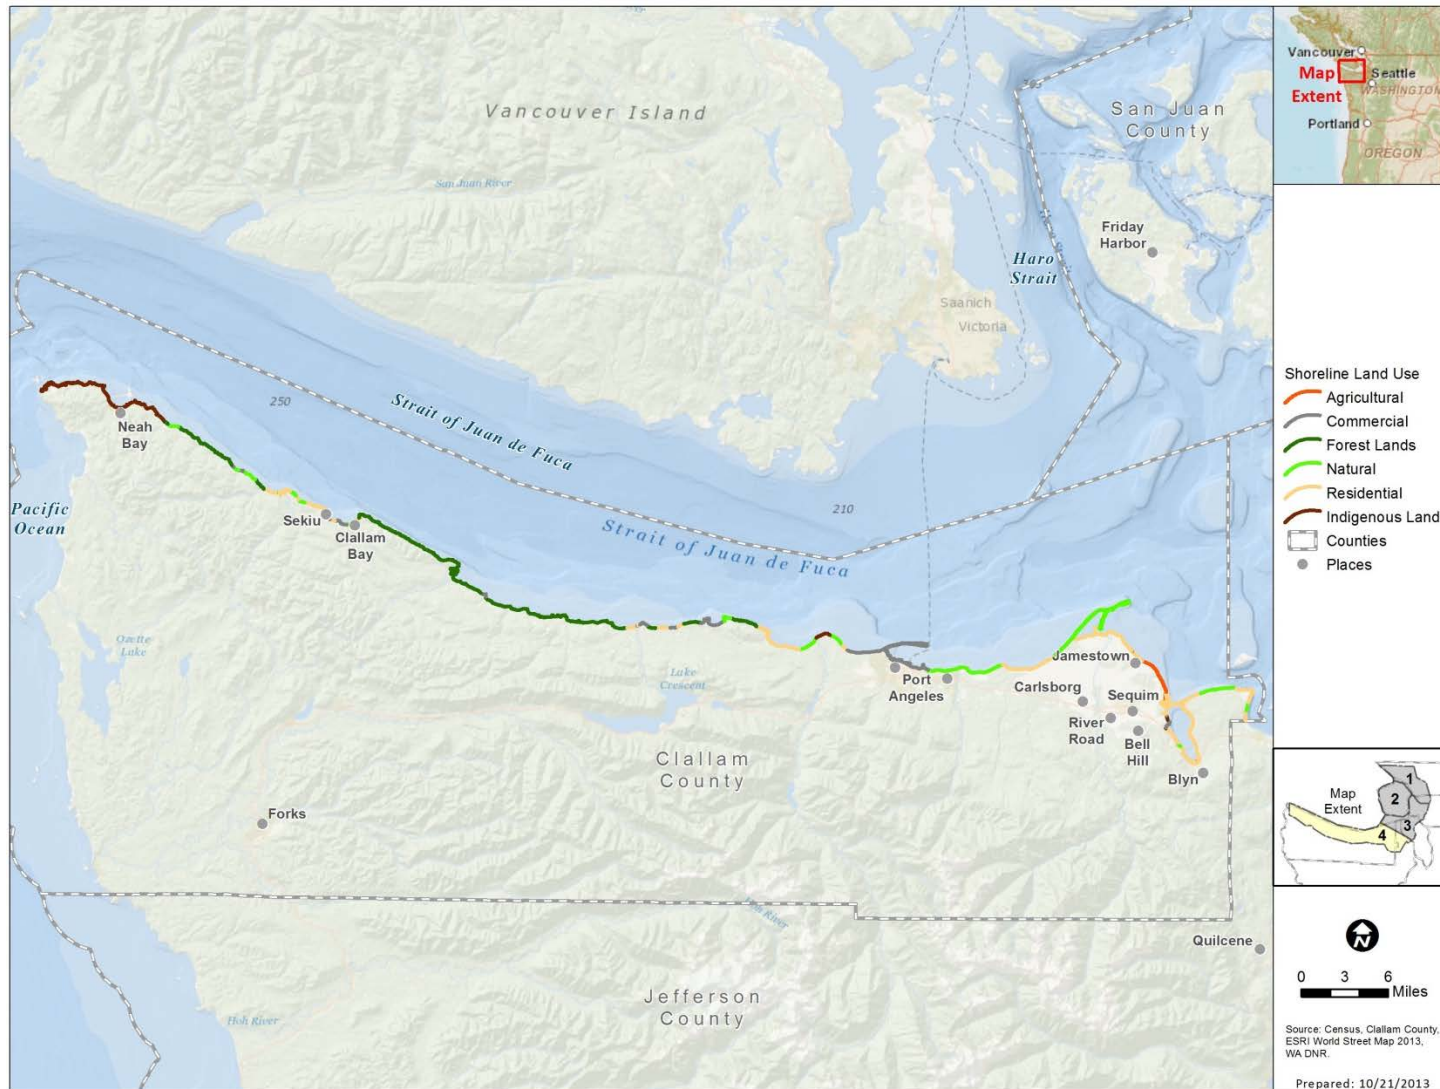 Vancouver Island
San Juan
County
San Juan River
Friday
Harbor
Haro
Strait
Saanich
Victoria
250
Strait of Juan de Fuca
210
Strait of Juan de Fuca
Neah
Bay
Pacific
Ocean
Sekiu
Clallam
Bay
Ozette
Lake
Lake
Crescent
Port
Angeles
Jamestown
Carlsborg
Sequim
River
Road
Bell
Hill
Blyn
Clallam
County
Forks
Quilcene
Jefferson
County
Hoh River
Vancouver
Map
Extent
Seattle
WASHINGTON
Portland
OREGON
Shoreline Land Use
Agricultural
Commercial
Forest Lands
Natural
Residential
Indigenous Land
Counties
Places
Map
Extent
1
2
3
4
N
0 3 6
Miles
Source: Census, Clallam County,
ESRI World Street Map 2013,
WA DNR.
Prepared: 10/21/2013